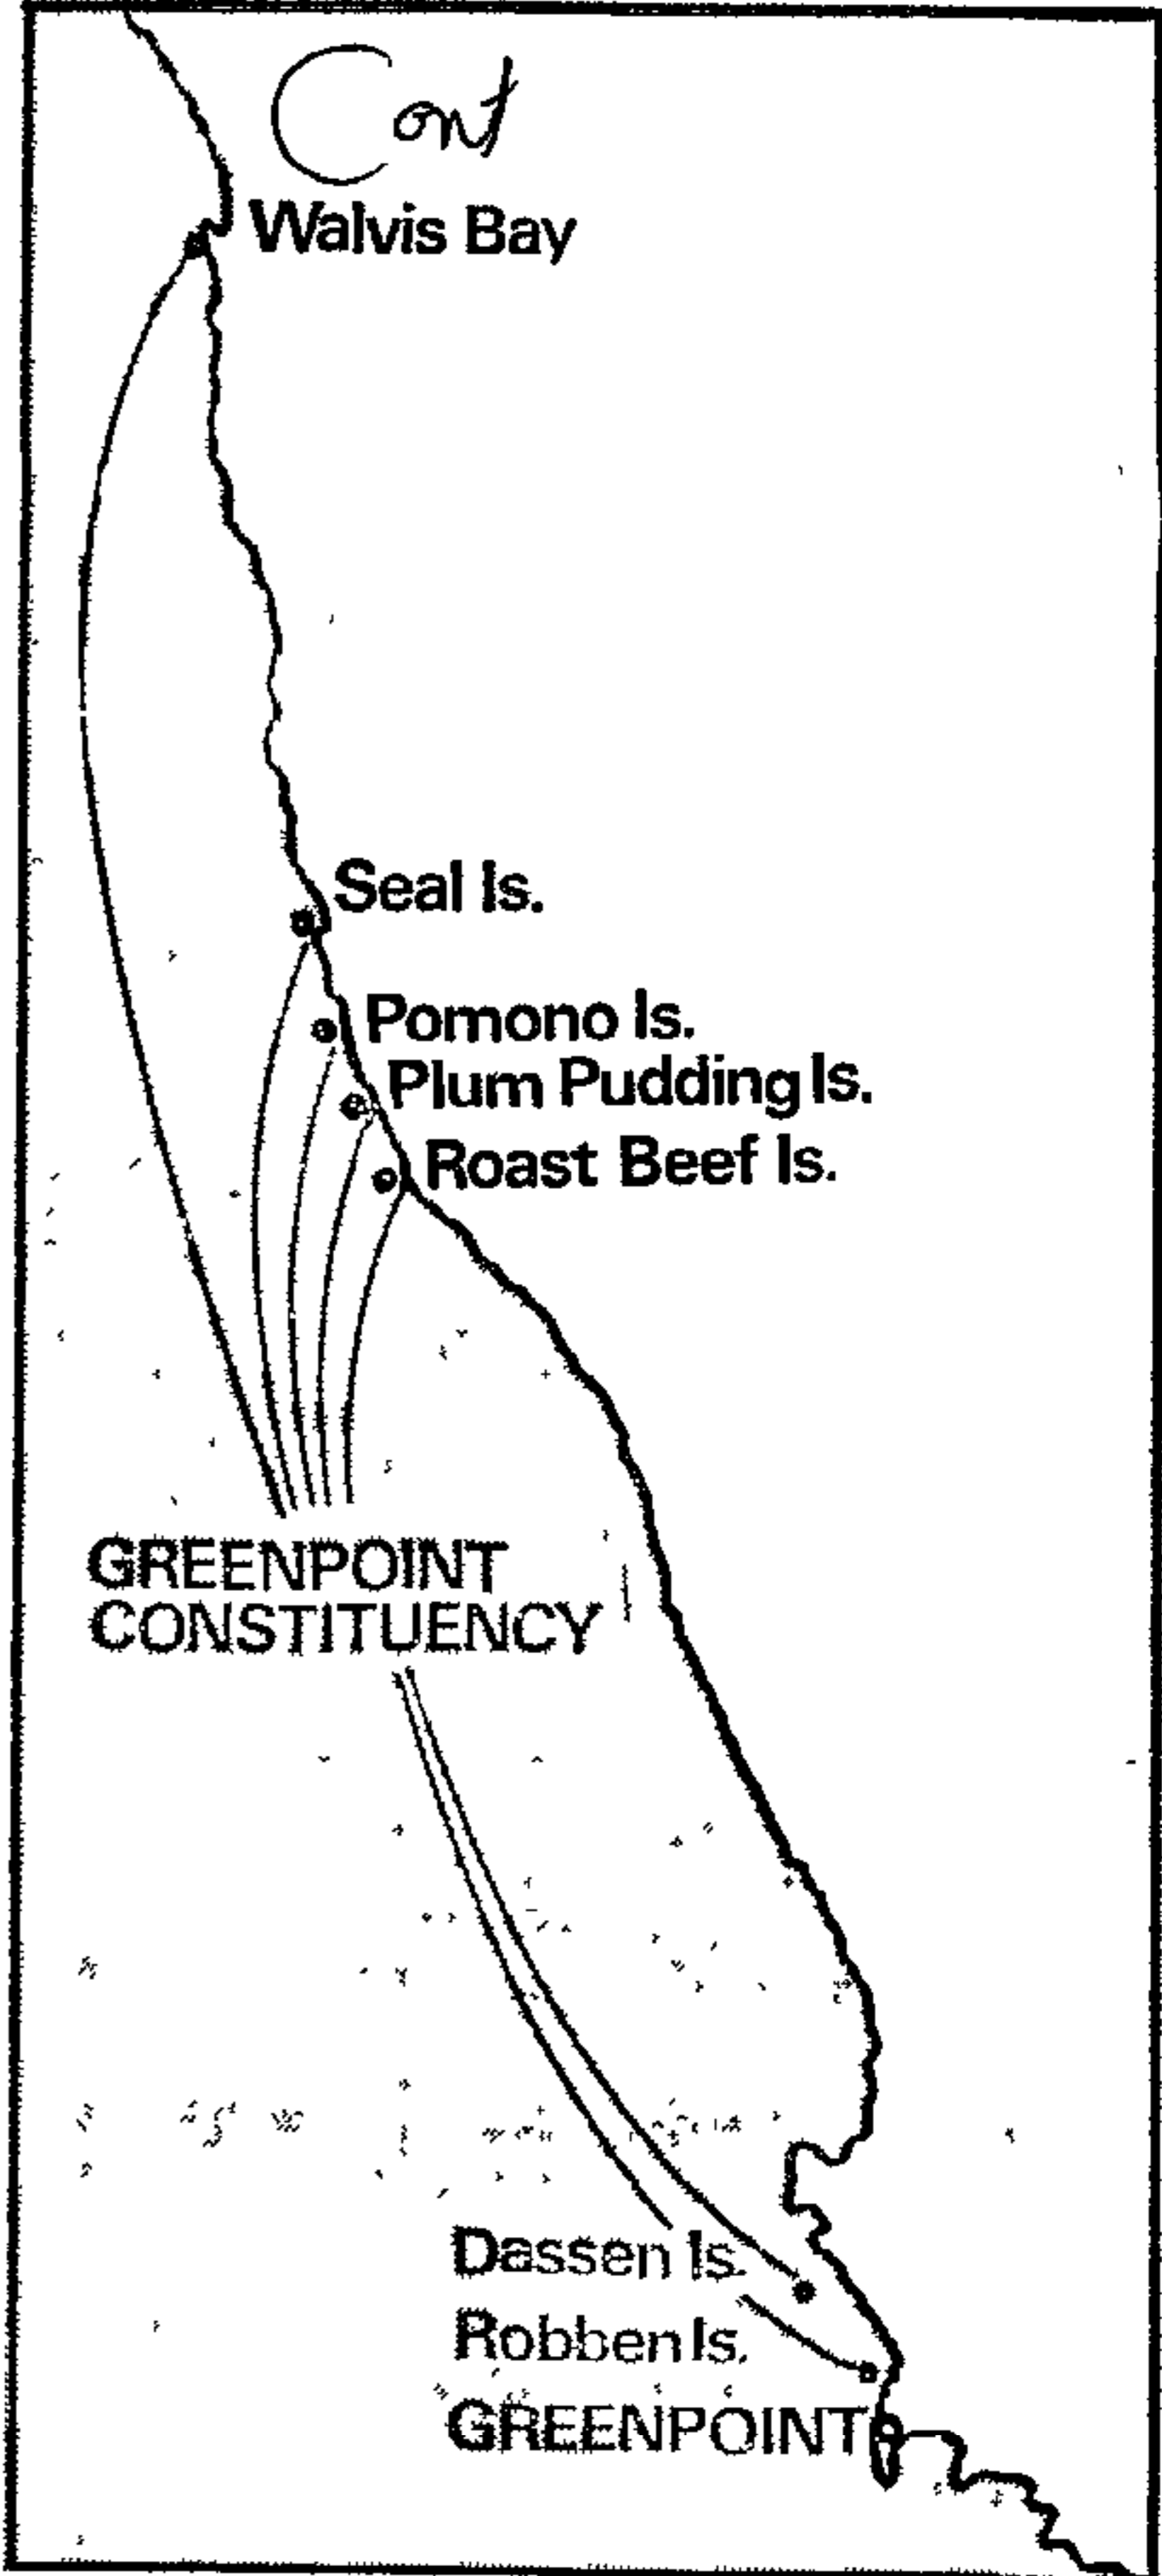 Cont
Walvis Bay
Seal Is.
Pomono Is.
Plum Pudding Is.
Roast Beef Is.
GREENPOINT
CONSTITUENCY
Dassen Is.
Robben Is.
GREENPOINT